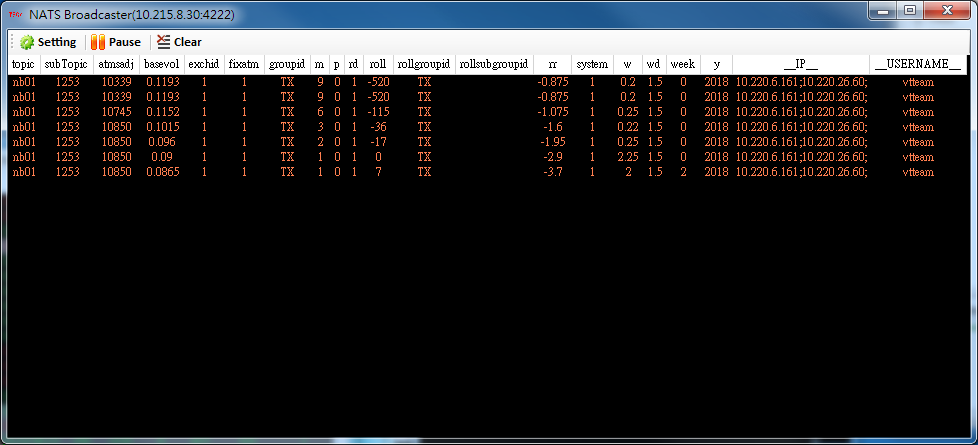 NATS Broadcaster(10.215.8.30:4222)
Setting Pause Clear
topic subTopic atmsadj basevol exchid fixatm groupid m p rd roll rollgroupid rollsubgroupid rr system w wd week y __IP__ __USERNAME__
nb01 1253 10339 0.1193 1 1 TX 9 0 1 -520 TX -0.875 1 0.2 1.5 0 2018 10.220.6.161;10.220.26.60; vtteam
nb01 1253 10339 0.1193 1 1 TX 9 0 1 -520 TX -0.875 1 0.2 1.5 0 2018 10.220.6.161;10.220.26.60; vtteam
nb01 1253 10745 0.1152 1 1 TX 6 0 1 -115 TX -1.075 1 0.25 1.5 0 2018 10.220.6.161;10.220.26.60; vtteam
nb01 1253 10850 0.1015 1 1 TX 3 0 1 -36 TX -1.6 1 0.22 1.5 0 2018 10.220.6.161;10.220.26.60; vtteam
nb01 1253 10850 0.096 1 1 TX 2 0 1 -17 TX -1.95 1 0.25 1.5 0 2018 10.220.6.161;10.220.26.60; vtteam
nb01 1253 10850 0.09 1 1 TX 1 0 1 0 TX -2.9 1 2.25 1.5 0 2018 10.220.6.161;10.220.26.60; vtteam
nb01 1253 10850 0.0865 1 1 TX 1 0 1 7 TX -3.7 1 2 1.5 2 2018 10.220.6.161;10.220.26.60; vtteam